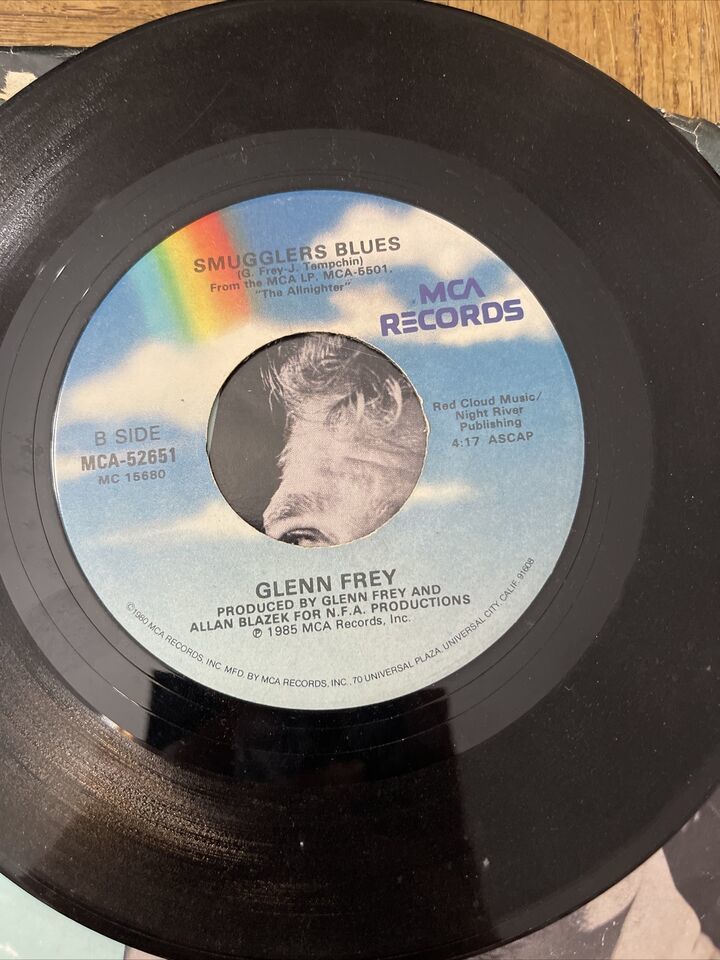 SMUGGLERS BLUES
(G. Frey-J. Tempchin)
From the MCA LP. MCA-5501.
"The Allnighter"
MCA
RECORDS
Red Cloud Music/
Night River
Publishing
4:17 ASCAP
B SIDE
MCA-52651
MC 15680
GLENN FREY
PRODUCED BY GLENN FREY AND
ALLAN BLAZEK FOR N.F.A. PRODUCTIONS
℗ 1985 MCA Records, Inc.
©1980 MCA RECORDS, INC. MFD. BY MCA RECORDS, INC., 70 UNIVERSAL PLAZA, UNIVERSAL CITY, CALIF. 91608